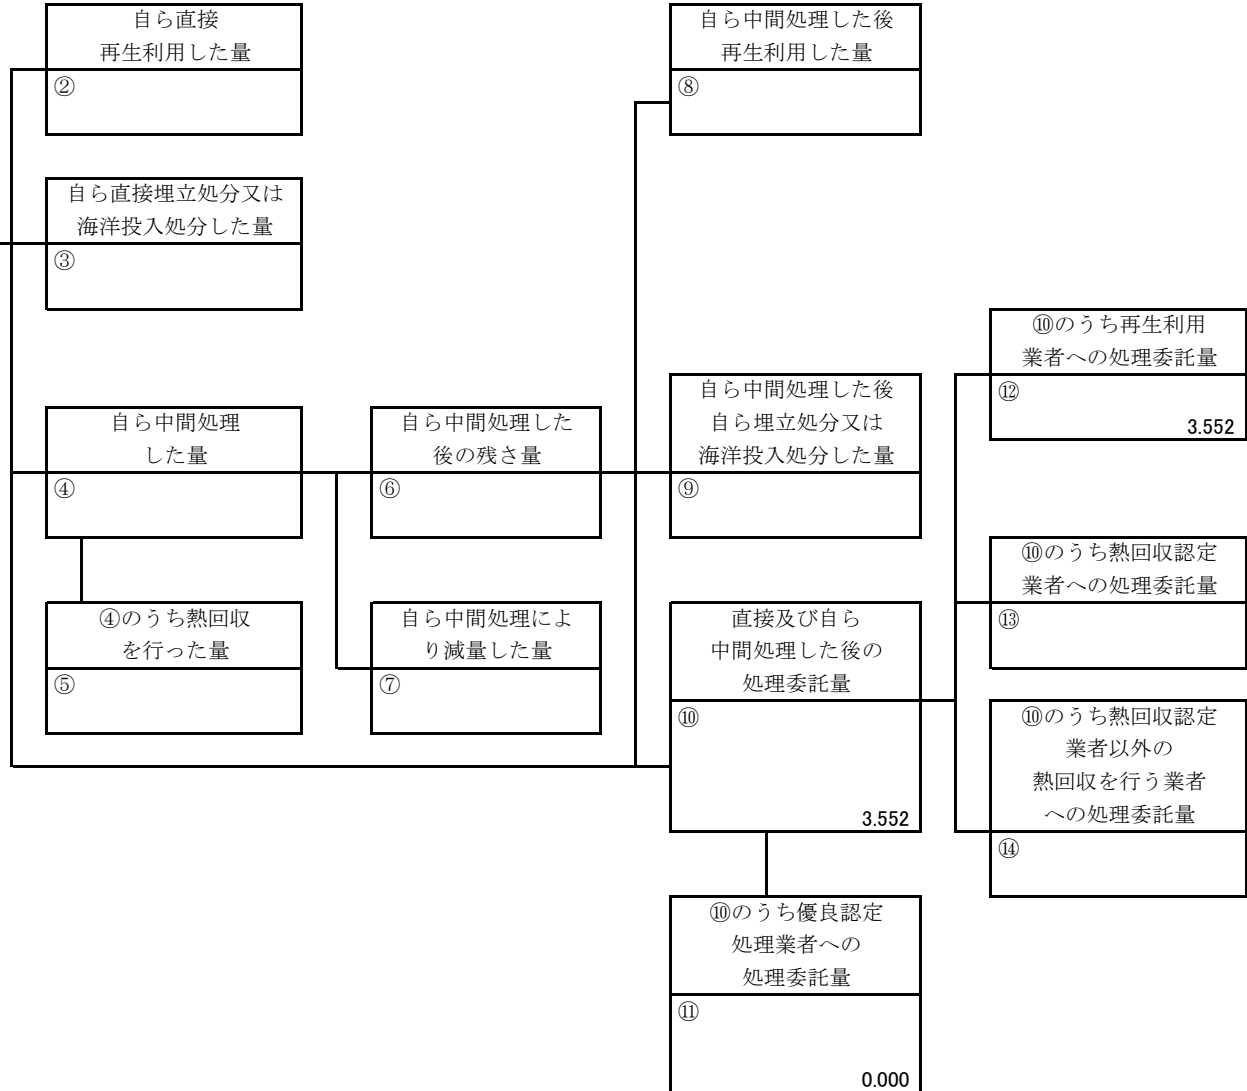 自ら直接
再生利用した量
②
自ら直接埋立処分又は
海洋投入処分した量
③
自ら中間処理
した量
④
④のうち熱回収
を行った量
⑤
自ら中間処理した
後の残さ量
⑥
自ら中間処理によ
り減量した量
⑦
自ら中間処理した後
再生利用した量
⑧
自ら中間処理した後
自ら埋立処分又は
海洋投入処分した量
⑨
直接及び自ら
中間処理した後の
処理委託量
⑩
3.552
⑩のうち優良認定
処理業者への
処理委託量
⑪
0.000
⑩のうち再生利用
業者への処理委託量
⑫
3.552
⑩のうち熱回収認定
業者への処理委託量
⑬
⑩のうち熱回収認定
業者以外の
熱回収を行う業者
への処理委託量
⑭